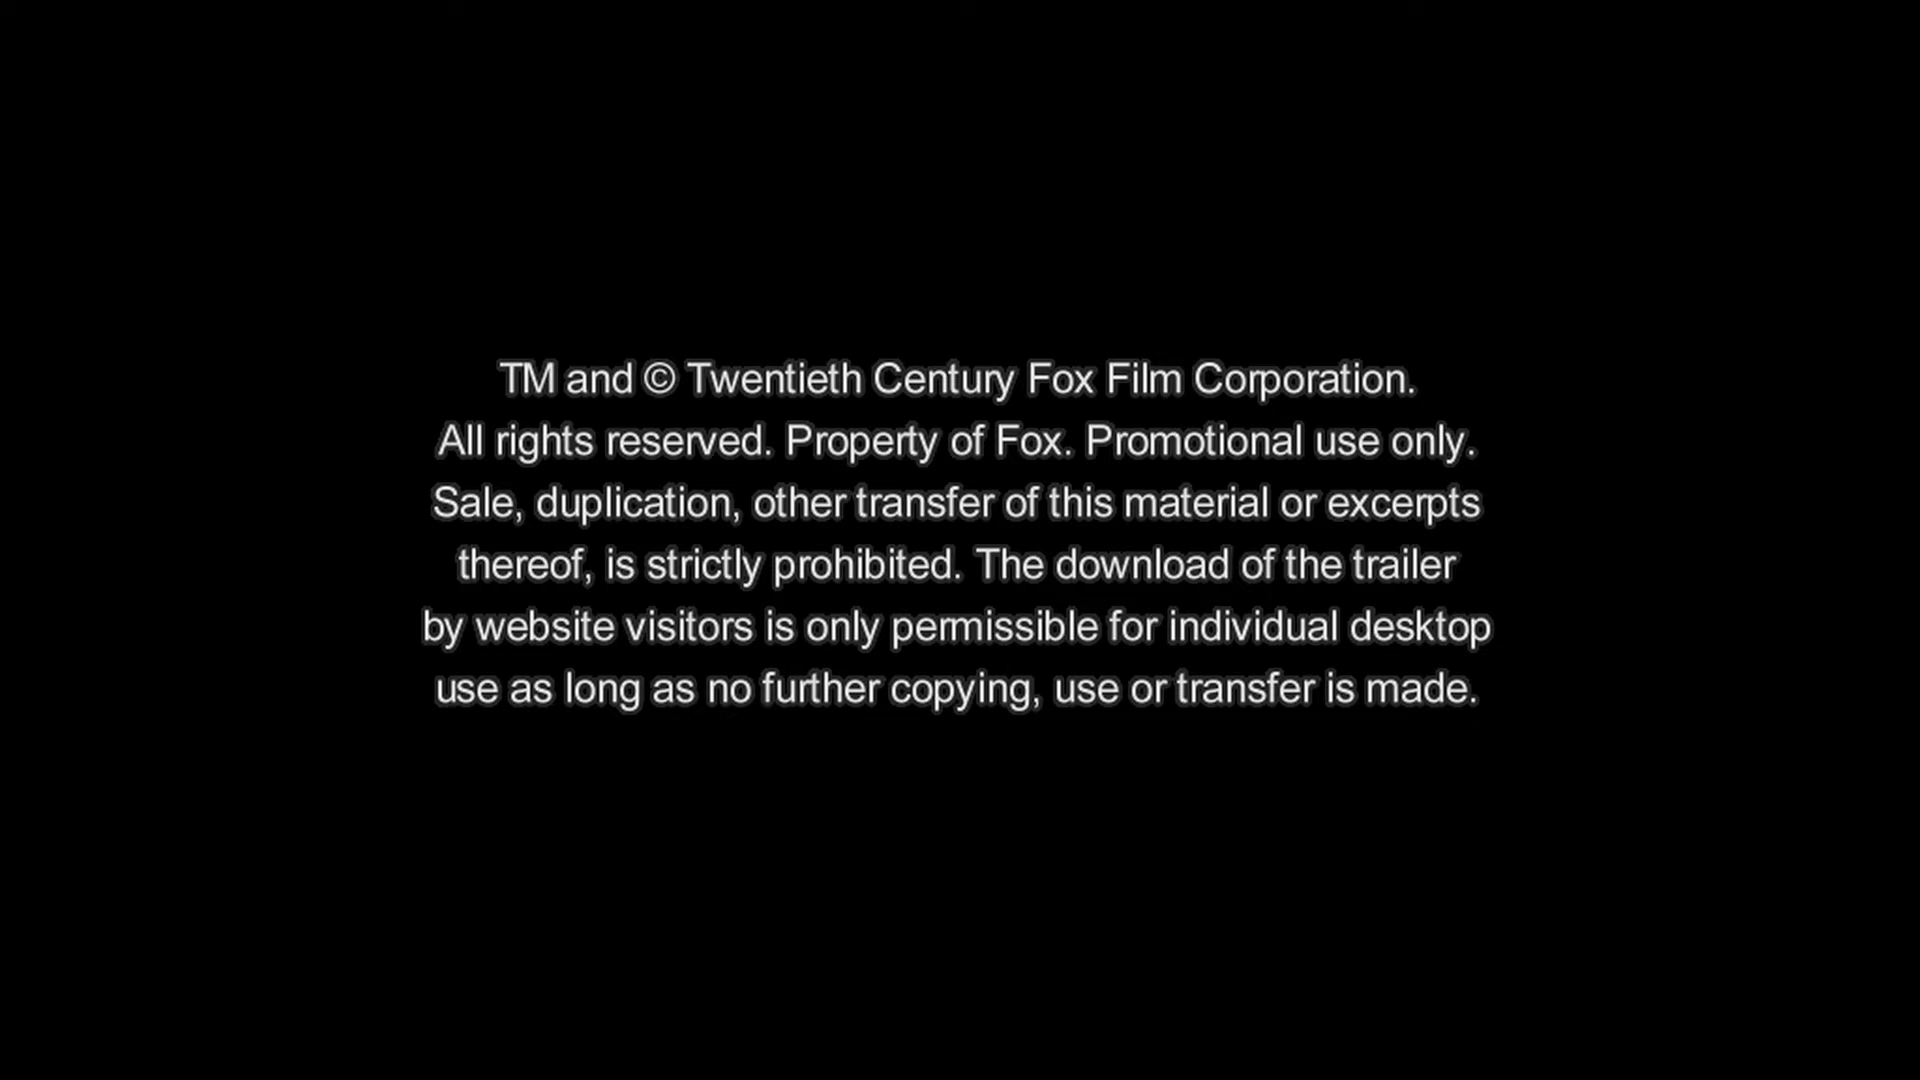 TM and © Twentieth Century Fox Film Corporation.
All rights reserved. Property of Fox. Promotional use only.
Sale, duplication, other transfer of this material or excerpts
thereof, is strictly prohibited. The download of the trailer
by website visitors is only permissible for individual desktop
use as long as no further copying, use or transfer is made.